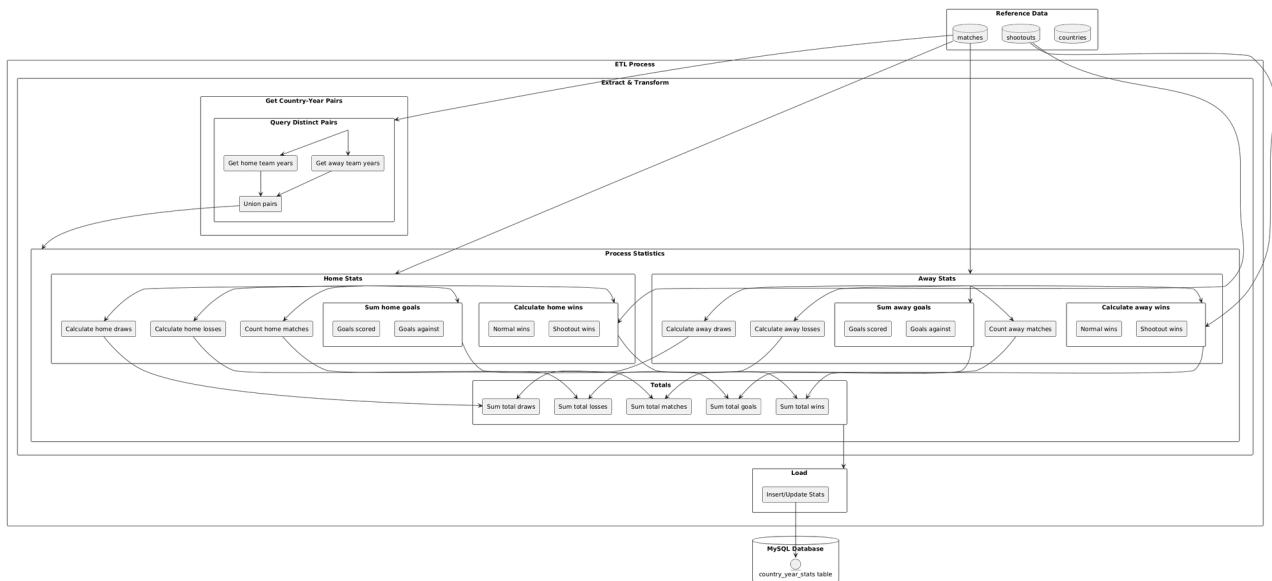 Reference Data
matches
shootouts
countries
ETL Process
Extract & Transform
Get Country-Year Pairs
Query Distinct Pairs
Get home team years
Get away team years
Union pairs
Process Statistics
Home Stats
Calculate home draws
Calculate home losses
Count home matches
Sum home goals
Goals scored
Goals against
Calculate home wins
Normal wins
Shootout wins
Away Stats
Calculate away draws
Calculate away losses
Sum away goals
Goals scored
Goals against
Count away matches
Calculate away wins
Normal wins
Shootout wins
Totals
Sum total draws
Sum total losses
Sum total matches
Sum total goals
Sum total wins
Load
Insert/Update Stats
MySQL Database
country_year_stats table